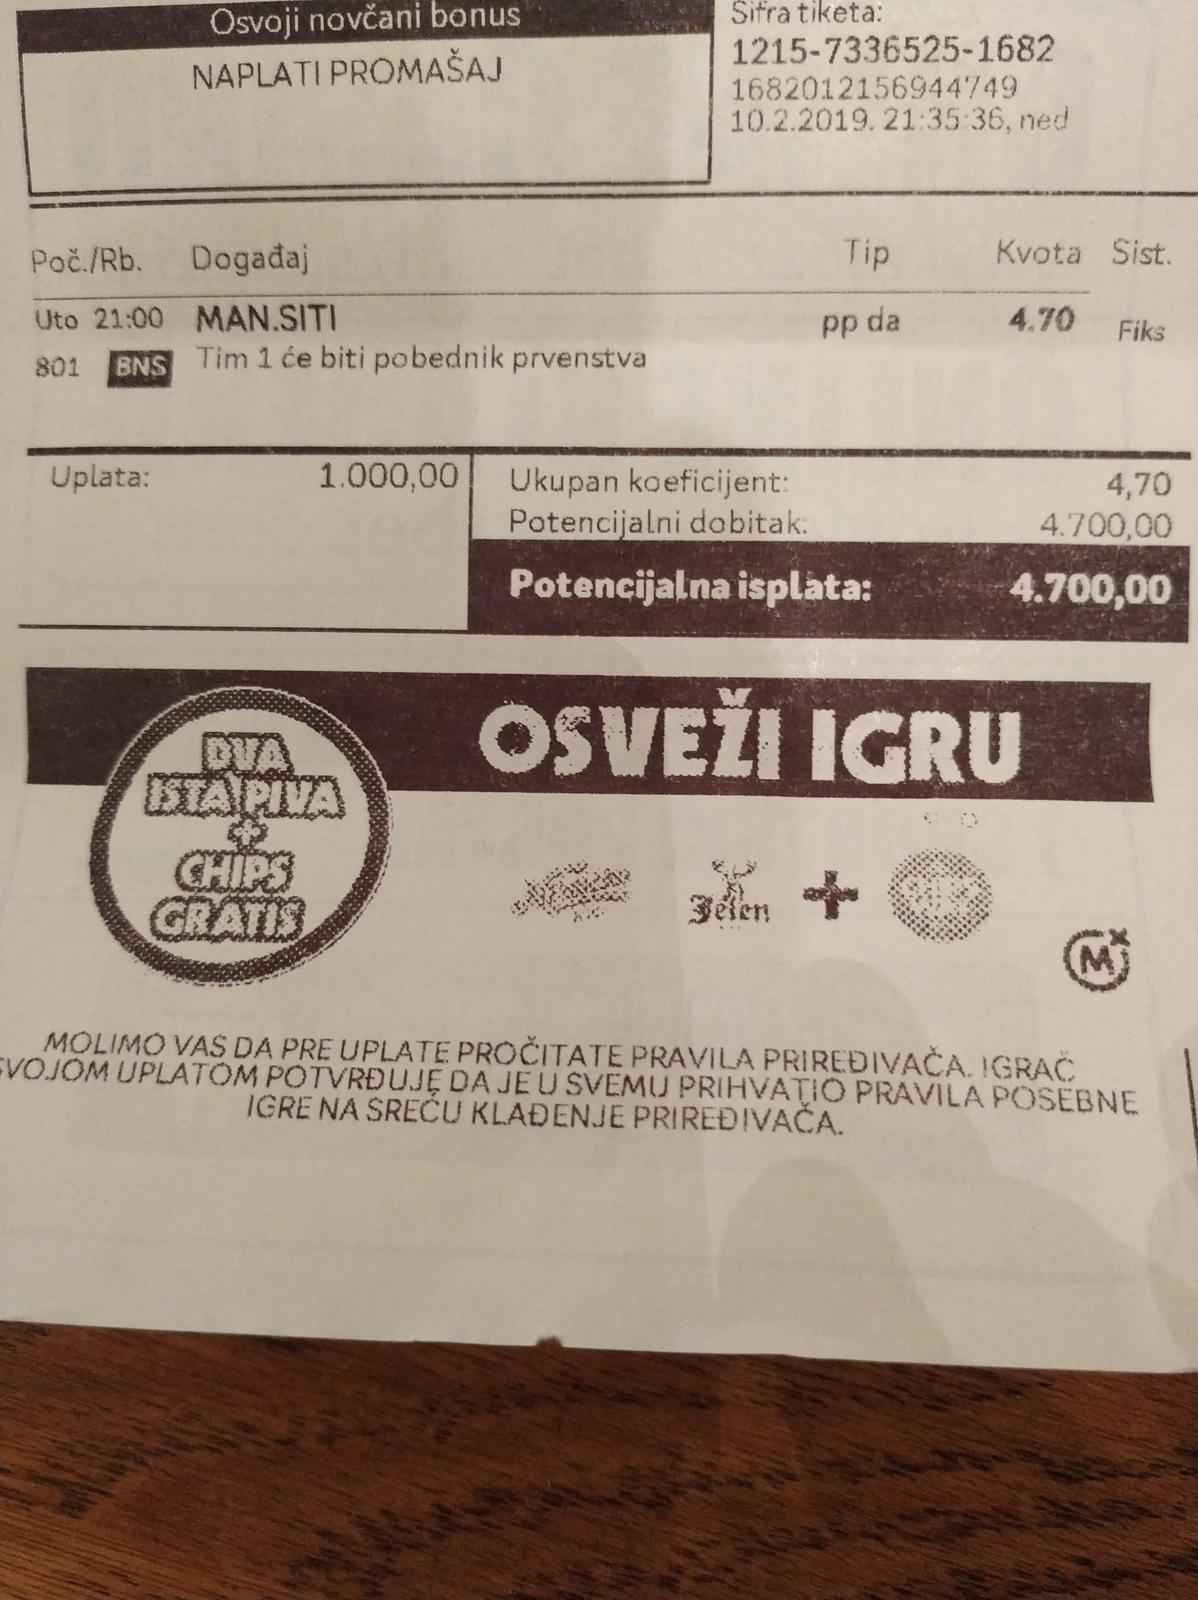 Osvoji novčani bonus
NAPLATI PROMAŠAJ
Šifra tiketa:
1215-7336525-1682
1682012156944749
10.2.2019. 21:35:36, ned
Poč./Rb. Događaj Tip Kvota Sist.
Uto 21:00 MAN.SITI pp da 4.70 Fiks
801 BNS Tim 1 će biti pobednik prvenstva
Uplata: 1.000,00
Ukupan koeficijent: 4,70
Potencijalni dobitak: 4.700,00
Potencijalna isplata: 4.700,00
OSVEŽI IGRU
DVA
ISTA PIVA
+
CHIPS
GRATIS
Jelen +
M
MOLIMO VAS DA PRE UPLATE PROČITATE PRAVILA PRIREĐIVAČA. IGRAČ
SVOJOM UPLATOM POTVRĐUJE DA JE U SVEMU PRIHVATIO PRAVILA POSEBNE
IGRE NA SREĆU KLAĐENJE PRIREĐIVAČA.